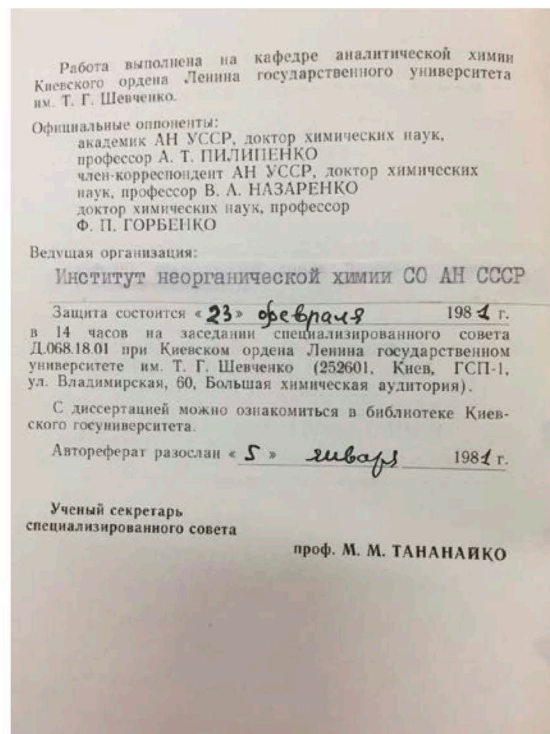 Работа выполнена на кафедре аналитической химии
Киевского ордена Ленина государственного университета
им. Т. Г. Шевченко.
Официальные оппоненты:
академик АН УССР, доктор химических наук,
профессор А. Т. ПИЛИПЕНКО
член-корреспондент АН УССР, доктор химических
наук, профессор В. А. НАЗАРЕНКО
доктор химических наук, профессор
Ф. П. ГОРБЕНКО
Ведущая организация:
Институт неорганической химии СО АН СССР
Защита состоится «23» февраля 1981 г.
в 14 часов на заседании специализированного совета
Д.068.18.01 при Киевском ордена Ленина государственном
университете им. Т. Г. Шевченко (252601, Киев, ГСП-1,
ул. Владимирская, 60, Большая химическая аудитория).
С диссертацией можно ознакомиться в библиотеке Киев-
ского госуниверситета.
Автореферат разослан «5» января 1981 г.
Ученый секретарь
специализированного совета
проф. М. М. ТАНАНАЙКО